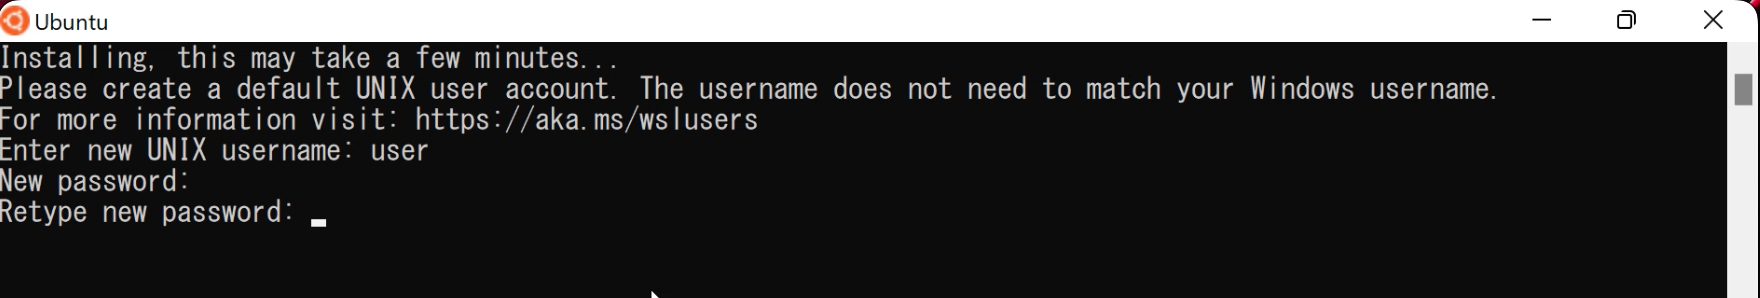 Ubuntu
Installing, this may take a few minutes...
Please create a default UNIX user account. The username does not need to match your Windows username.
For more information visit: https://aka.ms/wslusers
Enter new UNIX username: user
New password:
Retype new password: